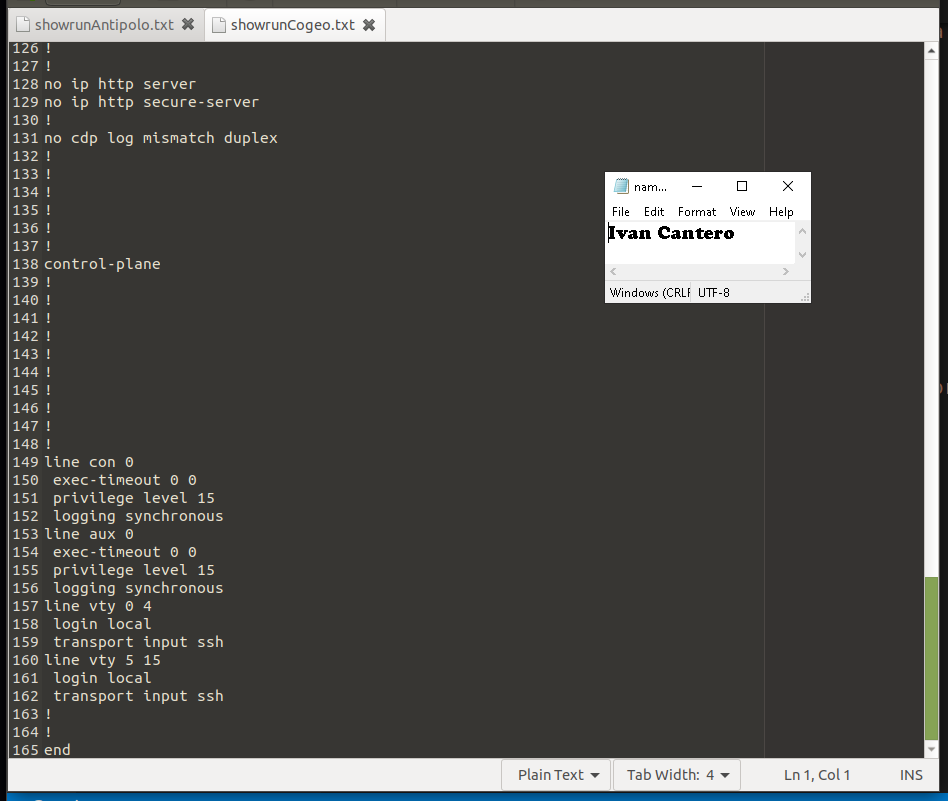 showrunAntipolo.txt
showrunCogeo.txt
126 !
127 !
128 no ip http server
129 no ip http secure-server
130 !
131 no cdp log mismatch duplex
132 !
133 !
134 !
135 !
136 !
137 !
138 control-plane
139 !
140 !
141 !
142 !
143 !
144 !
145 !
146 !
147 !
148 !
149 line con 0
150  exec-timeout 0 0
151  privilege level 15
152  logging synchronous
153 line aux 0
154  exec-timeout 0 0
155  privilege level 15
156  logging synchronous
157 line vty 0 4
158  login local
159  transport input ssh
160 line vty 5 15
161  login local
162  transport input ssh
163 !
164 !
165 end
nam...
File Edit Format View Help
Ivan Cantero
Windows (CRLF UTF-8
Plain Text Tab Width: 4 Ln 1, Col 1 INS